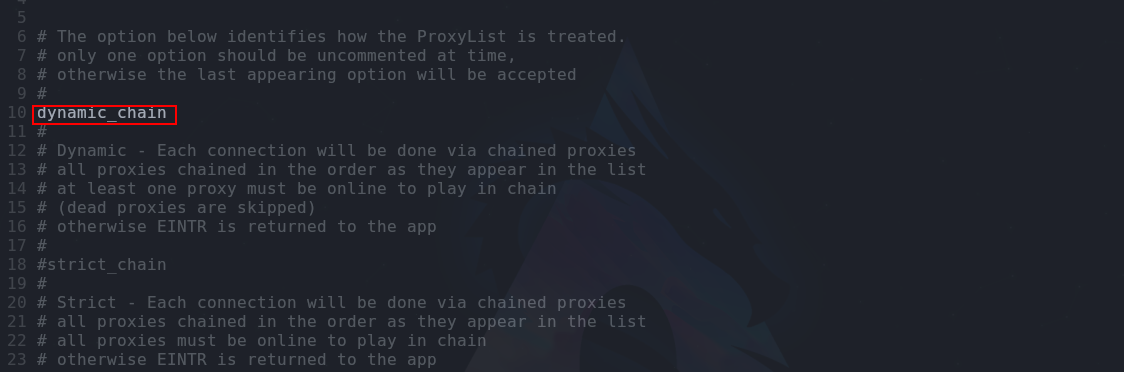 4
5
6 # The option below identifies how the ProxyList is treated.
7 # only one option should be uncommented at time,
8 # otherwise the last appearing option will be accepted
9 #
10 dynamic_chain
11 #
12 # Dynamic - Each connection will be done via chained proxies
13 # all proxies chained in the order as they appear in the list
14 # at least one proxy must be online to play in chain
15 # (dead proxies are skipped)
16 # otherwise EINTR is returned to the app
17 #
18 #strict_chain
19 #
20 # Strict - Each connection will be done via chained proxies
21 # all proxies chained in the order as they appear in the list
22 # all proxies must be online to play in chain
23 # otherwise EINTR is returned to the app